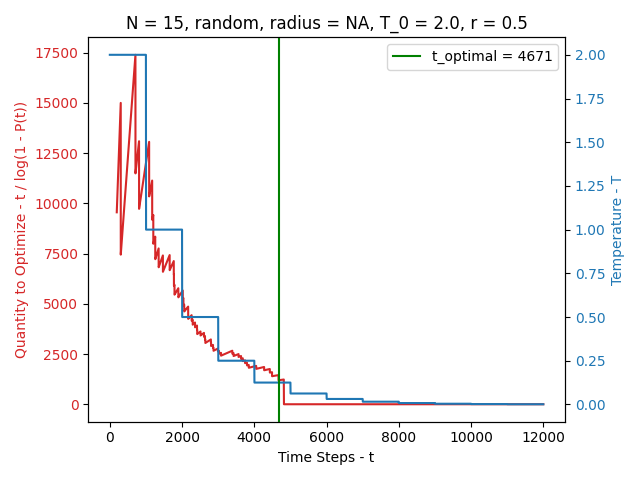 N = 15, random, radius = NA, T_0 = 2.0, r = 0.5
t_optimal = 4671
Quantity to Optimize - t / log(1 - P(t))
17500
15000
12500
10000
7500
5000
2500
0
2.00
1.75
1.50
1.25
1.00
0.75
0.50
0.25
0.00
Temperature - T
0 2000 4000 6000 8000 10000 12000
Time Steps - t